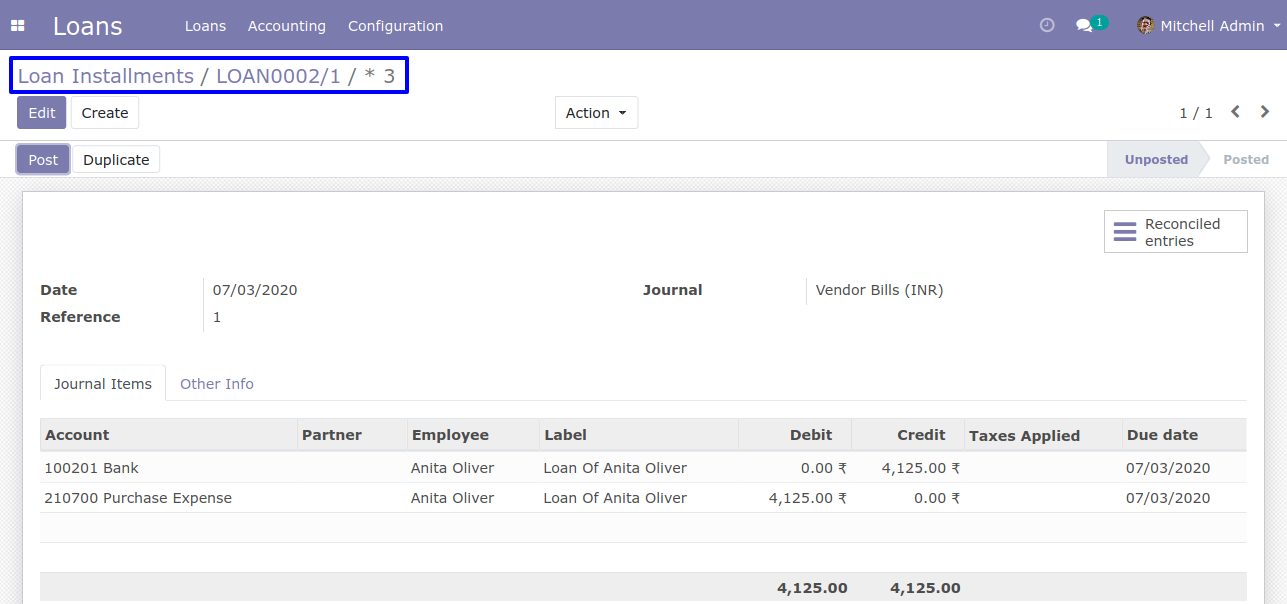 Loans Loans Accounting Configuration 1 Mitchell Admin
Loan Installments / LOAN0002/1 / * 3
Edit Create Action 1 / 1
Post Duplicate Unposted Posted
Reconciled
entries
Date 07/03/2020 Journal Vendor Bills (INR)
Reference 1
Journal Items Other Info
Account Partner Employee Label Debit Credit Taxes Applied Due date
100201 Bank Anita Oliver Loan Of Anita Oliver 0.00 ₹ 4,125.00 ₹ 07/03/2020
210700 Purchase Expense Anita Oliver Loan Of Anita Oliver 4,125.00 ₹ 0.00 ₹ 07/03/2020
4,125.00 4,125.00